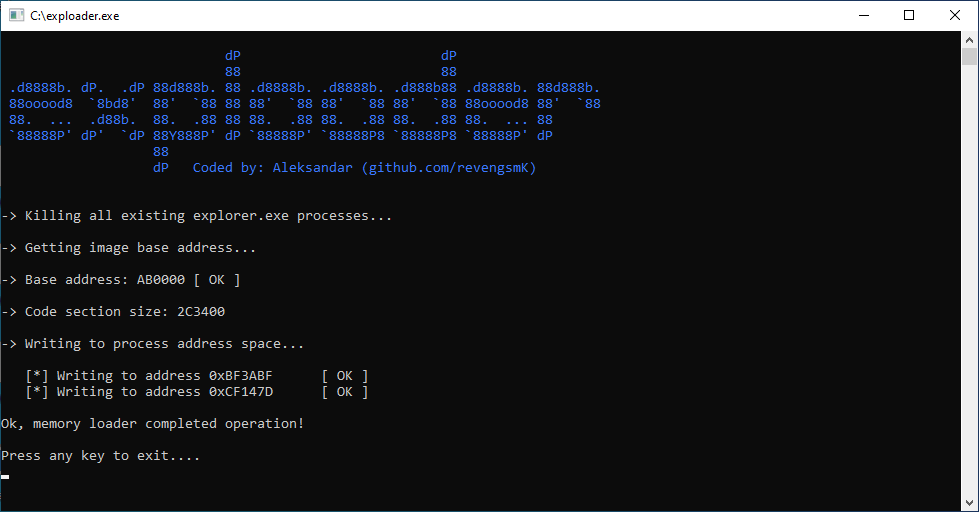 C:\exploader.exe
                            dP                         dP
                            88                         88
 .d8888b. dP.  .dP 88d888b. 88 .d8888b. .d8888b. .d888b88 .d8888b. 88d888b.
 88ooood8  `8bd8'  88'  `88 88 88'  `88 88'  `88 88'  `88 88ooood8 88'  `88
 88.  ...  .d88b.  88.  .88 88 88.  .88 88.  .88 88.  .88 88.  ... 88
 `88888P' dP'  `dP 88Y888P' dP `88888P' `88888P8 `88888P8 `88888P' dP
                   88
                   dP   Coded by: Aleksandar (github.com/revengsmK)
-> Killing all existing explorer.exe processes...
-> Getting image base address...
-> Base address: AB0000 [ OK ]
-> Code section size: 2C3400
-> Writing to process address space...
   [*] Writing to address 0xBF3ABF      [ OK ]
   [*] Writing to address 0xCF147D      [ OK ]
Ok, memory loader completed operation!
Press any key to exit....